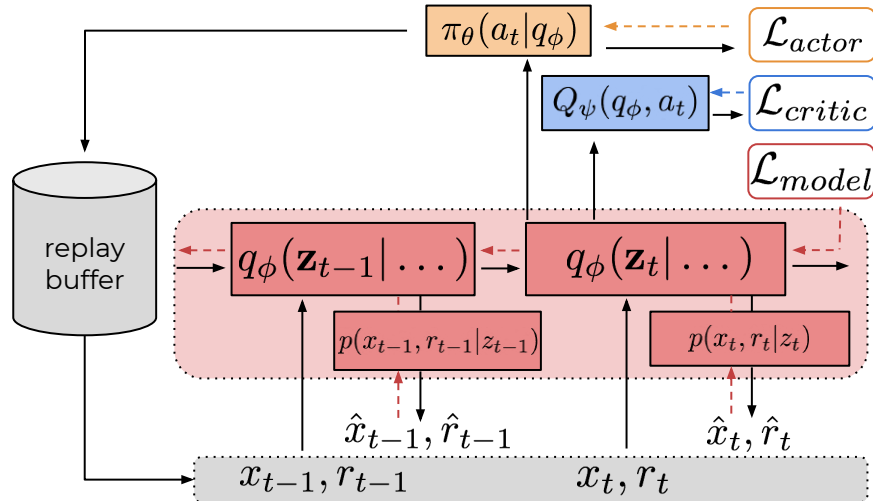 π_θ(a_t|q_ϕ)
ℒ_actor
Q_ψ(q_ϕ, a_t)
ℒ_critic
ℒ_model
replay
buffer
q_ϕ(𝐳_{t−1}| …)
q_ϕ(𝐳_t| …)
p(x_{t−1}, r_{t−1}|z_{t−1})
p(x_t, r_t|z_t)
x̂_{t−1}, r̂_{t−1}
x̂_t, r̂_t
x_{t−1}, r_{t−1}
x_t, r_t